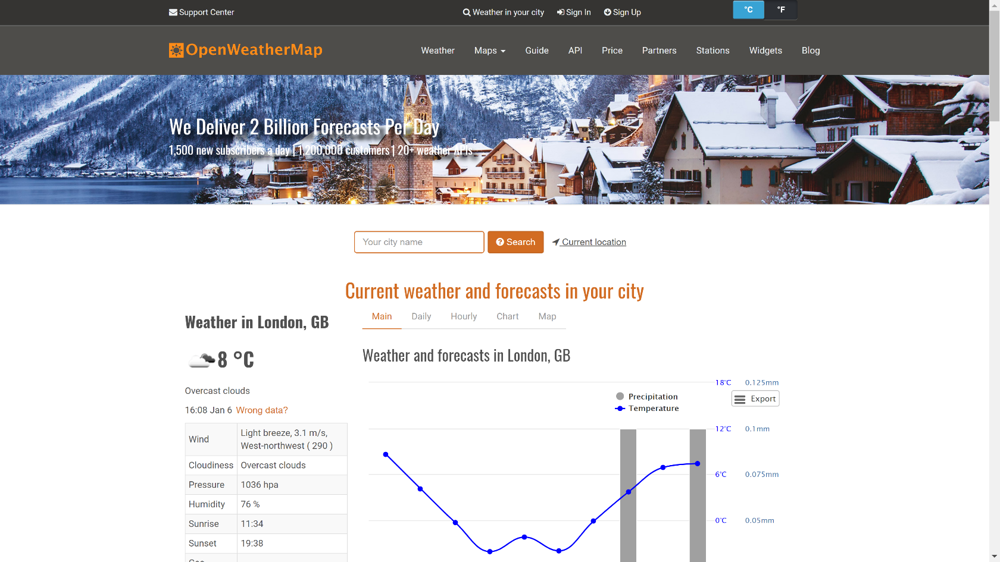 Support Center
Weather in your city
Sign In
Sign Up
°C
°F
OpenWeatherMap
Weather
Maps
Guide
API
Price
Partners
Stations
Widgets
Blog
We Deliver 2 Billion Forecasts Per Day
1,500 new subscribers a day | 1,200,000 customers | 20+ weather APIs
Your city name
Search
Current location
Current weather and forecasts in your city
Weather in London, GB
8 °C
Overcast clouds
16:08 Jan 6 Wrong data?
Wind
Light breeze, 3.1 m/s,
West-northwest ( 290 )
Cloudiness
Overcast clouds
Pressure
1036 hpa
Humidity
76 %
Sunrise
11:34
Sunset
19:38
Main
Daily
Hourly
Chart
Map
Weather and forecasts in London, GB
Precipitation
Temperature
Export
18°C
0.125mm
12°C
0.1mm
6°C
0.075mm
0°C
0.05mm